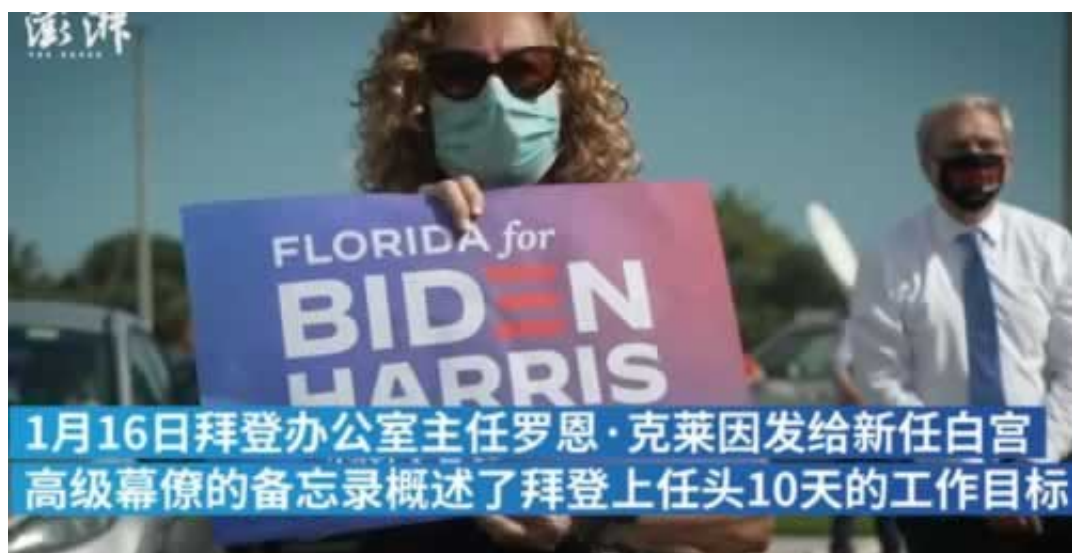 澎湃
THE PAPER
FLORIDA for
BIDEN
HARRIS
1月16日拜登办公室主任罗恩·克莱因发给新任白宫
高级幕僚的备忘录概述了拜登上任头10天的工作目标